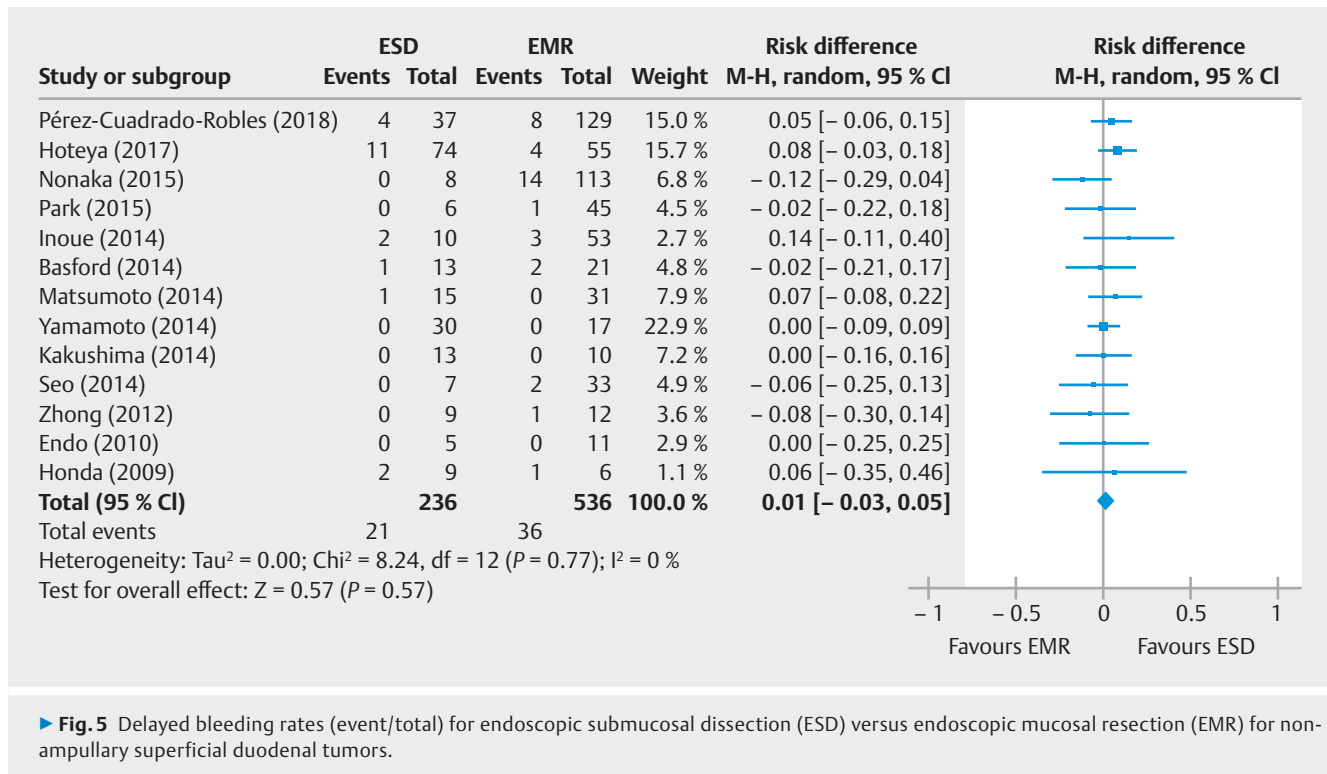 ESD EMR Risk difference Risk difference
Study or subgroup Events Total Events Total Weight M-H, random, 95 % CI M-H, random, 95 % CI
Pérez-Cuadrado-Robles (2018) 4 37 8 129 15.0 % 0.05 [– 0.06, 0.15]
Hoteya (2017) 11 74 4 55 15.7 % 0.08 [– 0.03, 0.18]
Nonaka (2015) 0 8 14 113 6.8 % – 0.12 [– 0.29, 0.04]
Park (2015) 0 6 1 45 4.5 % – 0.02 [– 0.22, 0.18]
Inoue (2014) 2 10 3 53 2.7 % 0.14 [– 0.11, 0.40]
Basford (2014) 1 13 2 21 4.8 % – 0.02 [– 0.21, 0.17]
Matsumoto (2014) 1 15 0 31 7.9 % 0.07 [– 0.08, 0.22]
Yamamoto (2014) 0 30 0 17 22.9 % 0.00 [– 0.09, 0.09]
Kakushima (2014) 0 13 0 10 7.2 % 0.00 [– 0.16, 0.16]
Seo (2014) 0 7 2 33 4.9 % – 0.06 [– 0.25, 0.13]
Zhong (2012) 0 9 1 12 3.6 % – 0.08 [– 0.30, 0.14]
Endo (2010) 0 5 0 11 2.9 % 0.00 [– 0.25, 0.25]
Honda (2009) 2 9 1 6 1.1 % 0.06 [– 0.35, 0.46]
Total (95 % CI) 236 536 100.0 % 0.01 [– 0.03, 0.05]
Total events 21 36
Heterogeneity: Tau² = 0.00; Chi² = 8.24, df = 12 (P = 0.77); I² = 0 %
Test for overall effect: Z = 0.57 (P = 0.57)
– 1 – 0.5 0 0.5 1
Favours EMR Favours ESD
▶ Fig. 5 Delayed bleeding rates (event/total) for endoscopic submucosal dissection (ESD) versus endoscopic mucosal resection (EMR) for non-
ampullary superficial duodenal tumors.